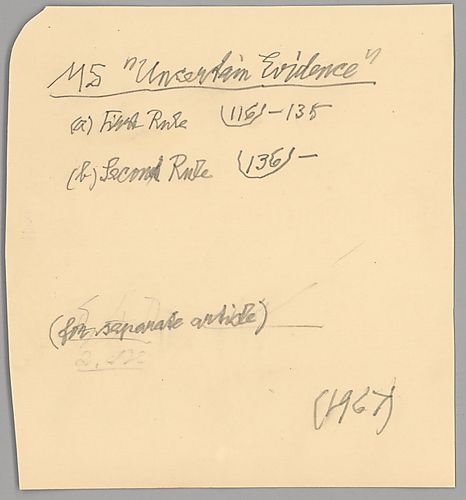 MS "Uncertain Evidence"
(a) First Rule (116)-135
(b) Second Rule (136)-
(for separate article)
(1967)